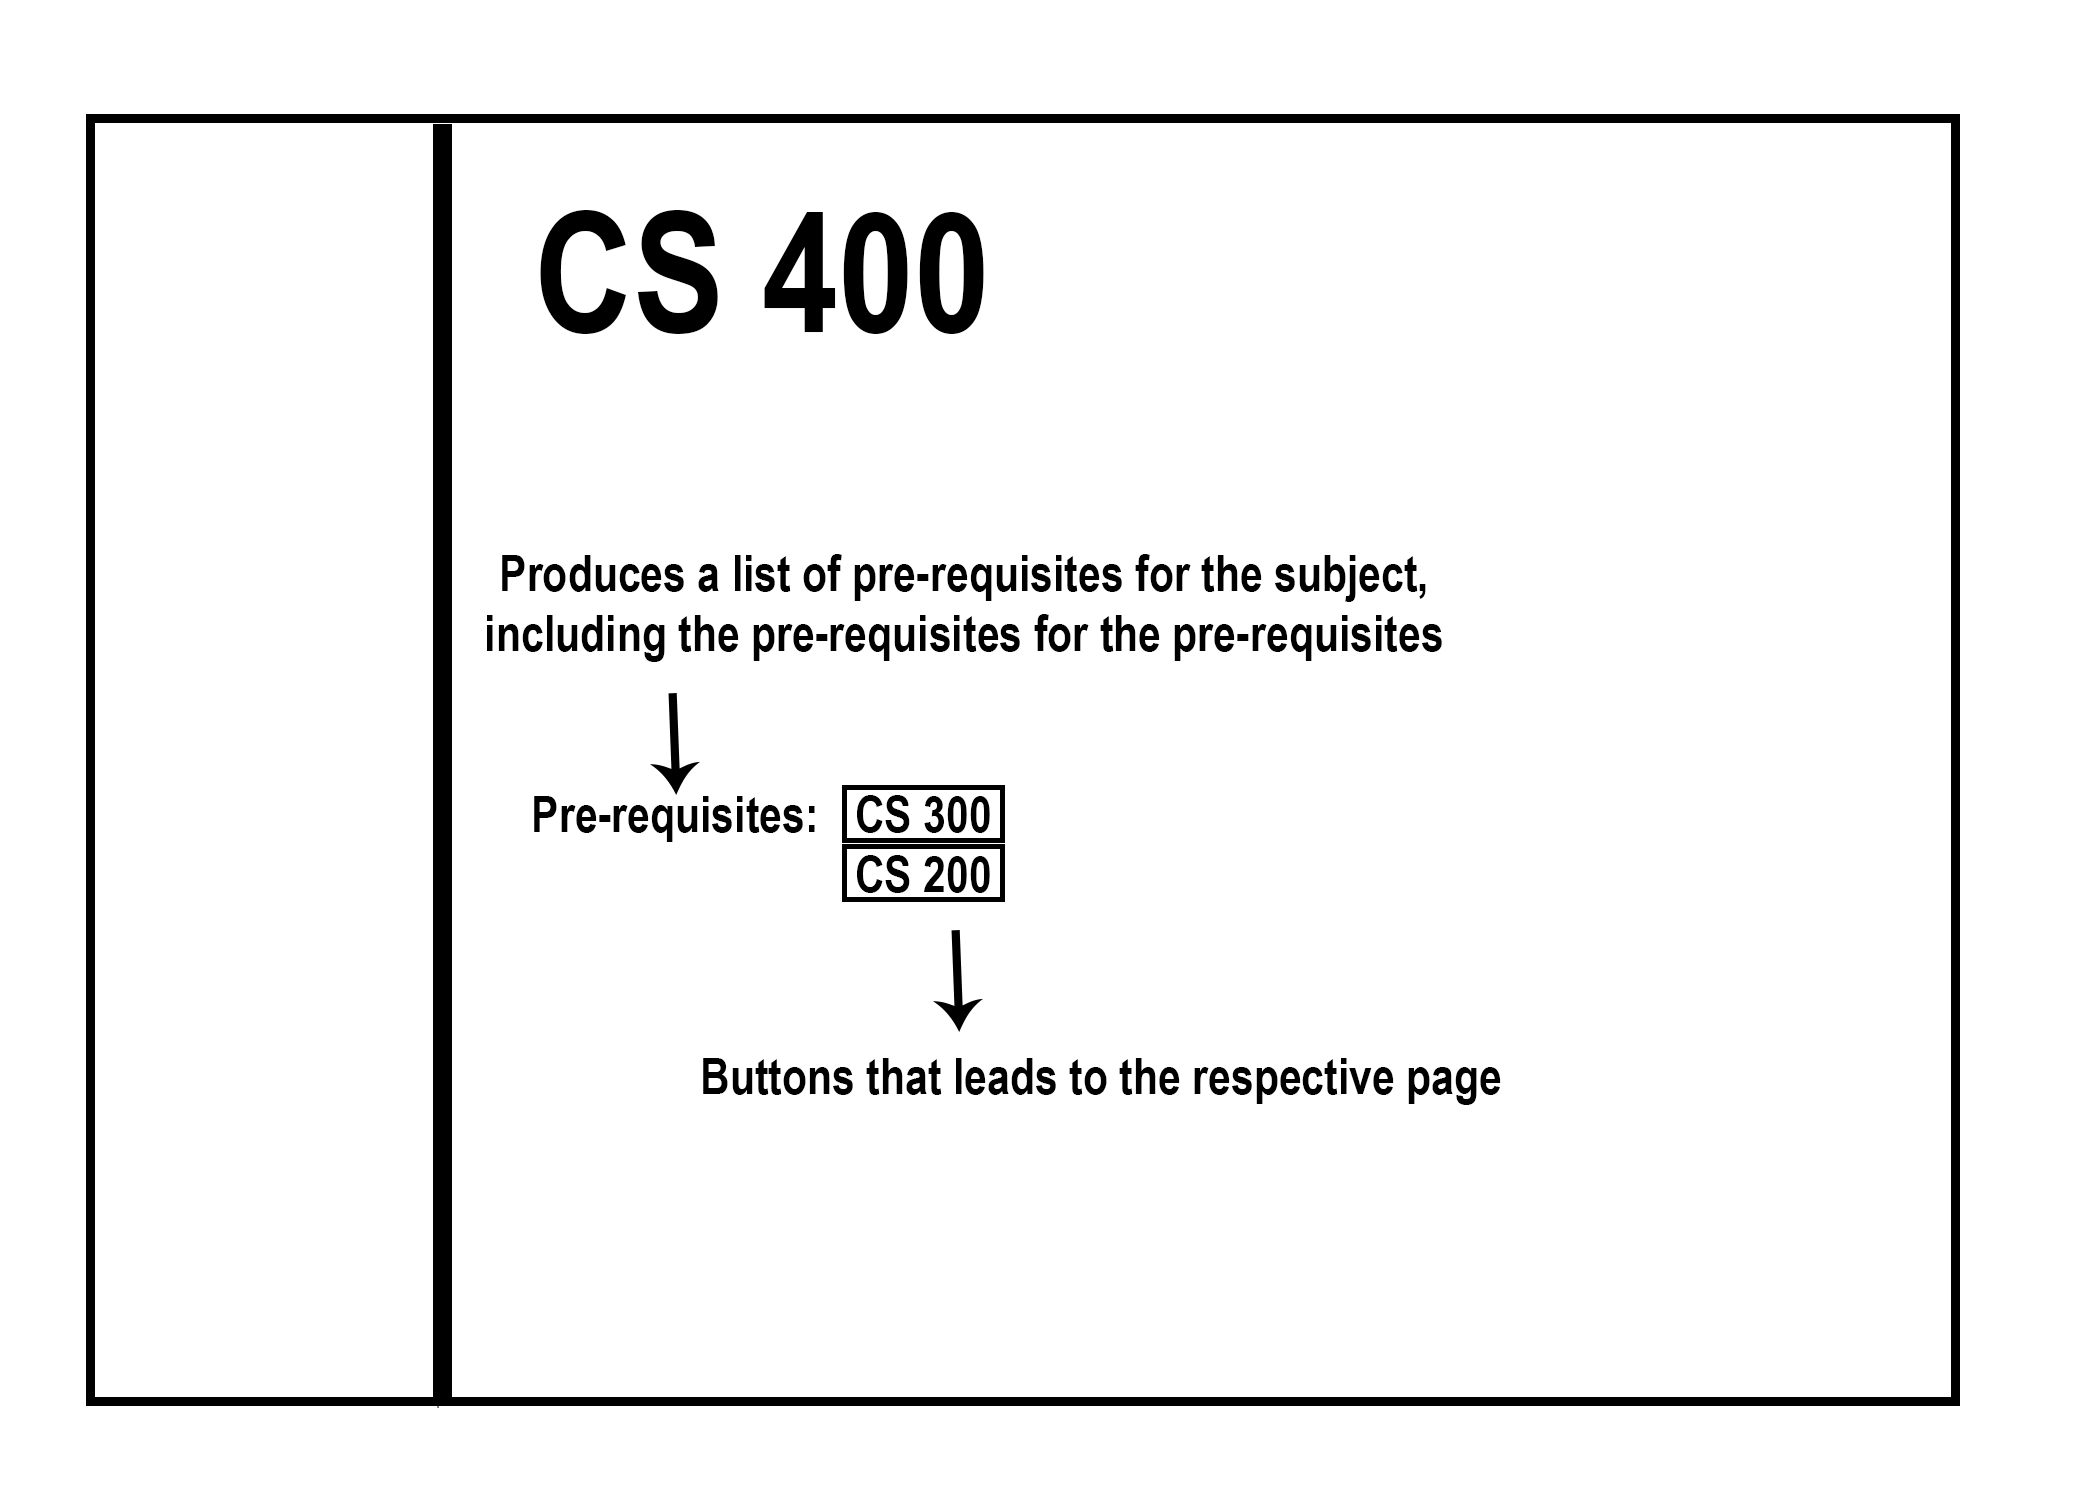 CS 400
Produces a list of pre-requisites for the subject,
including the pre-requisites for the pre-requisites
Pre-requisites: CS 300
CS 200
Buttons that leads to the respective page